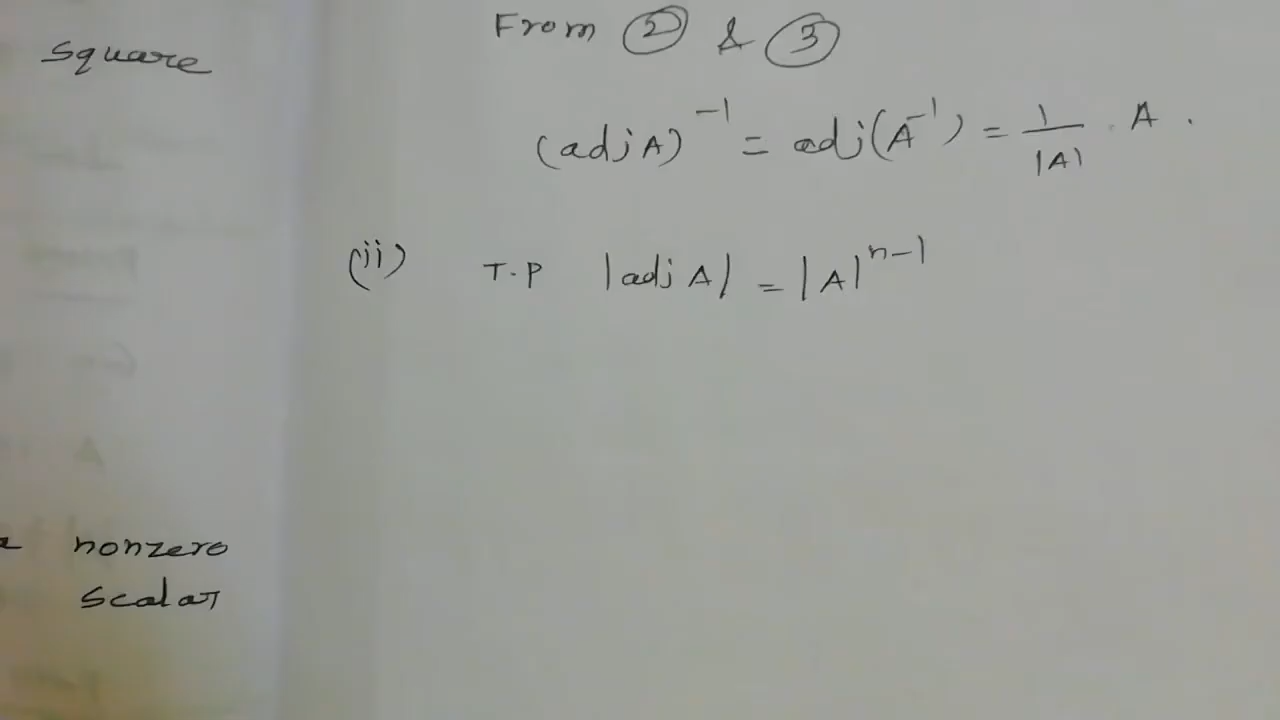 square
From ② & ③
(adj A)⁻¹ = adj(A⁻¹) = 1/|A| . A .
(ii) T.P |adj A| = |A|ⁿ⁻¹
nonzero
scalar